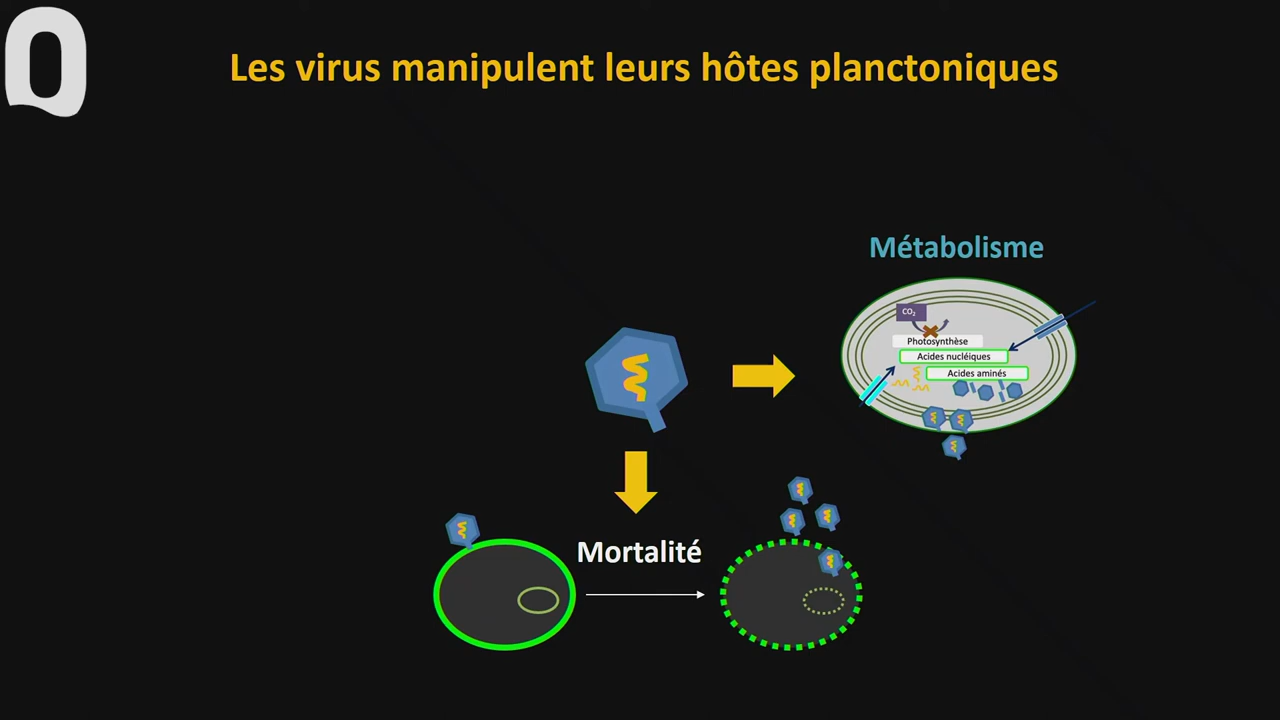 Q
Les virus manipulent leurs hôtes planctoniques
Métabolisme
CO₂
Photosynthèse
Acides nucléiques
Acides aminés
Mortalité